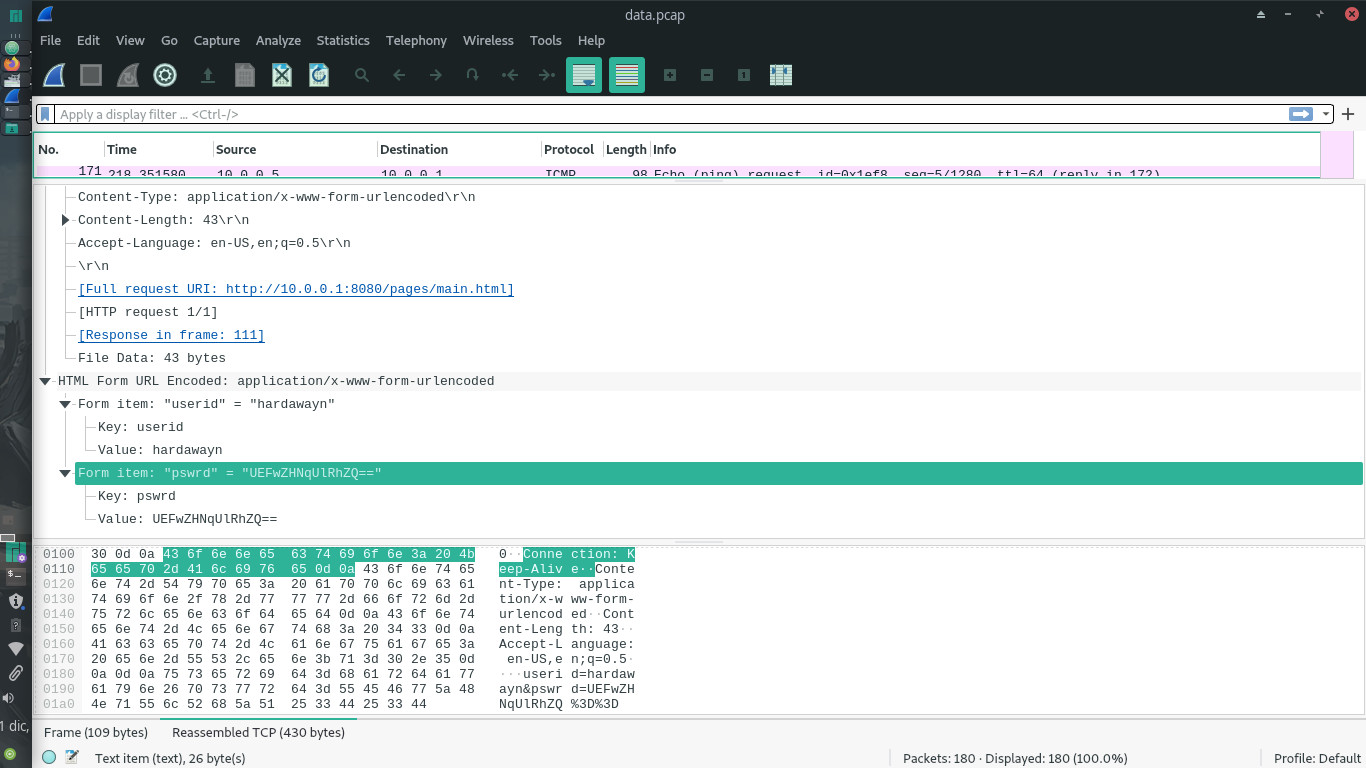 data.pcap
File Edit View Go Capture Analyze Statistics Telephony Wireless Tools Help
Apply a display filter ... <Ctrl-/>
No. Time Source Destination Protocol Length Info
171 218.351580 10.0.0.5 10.0.0.1 ICMP 98 Echo (ping) request id=0x1ef8, seq=5/1280, ttl=64 (reply in 172)
Content-Type: application/x-www-form-urlencoded\r\n
Content-Length: 43\r\n
Accept-Language: en-US,en;q=0.5\r\n
\r\n
[Full request URI: http://10.0.0.1:8080/pages/main.html]
[HTTP request 1/1]
[Response in frame: 111]
File Data: 43 bytes
HTML Form URL Encoded: application/x-www-form-urlencoded
Form item: "userid" = "hardawayn"
Key: userid
Value: hardawayn
Form item: "pswrd" = "UEFwZHNqUlRhZQ=="
Key: pswrd
Value: UEFwZHNqUlRhZQ==
0100 30 0d 0a 43 6f 6e 6e 65 63 74 69 6f 6e 3a 20 4b 0··Conne ction: K
0110 65 65 70 2d 41 6c 69 76 65 0d 0a 43 6f 6e 74 65 eep-Aliv e··Conte
0120 6e 74 2d 54 79 70 65 3a 20 61 70 70 6c 69 63 61 nt-Type: applica
0130 74 69 6f 6e 2f 78 2d 77 77 77 2d 66 6f 72 6d 2d tion/x-w ww-form-
0140 75 72 6c 65 6e 63 6f 64 65 64 0d 0a 43 6f 6e 74 urlencod ed··Cont
0150 65 6e 74 2d 4c 65 6e 67 74 68 3a 20 34 33 0d 0a ent-Leng th: 43··
0160 41 63 63 65 70 74 2d 4c 61 6e 67 75 61 67 65 3a Accept-L anguage:
0170 20 65 6e 2d 55 53 2c 65 6e 3b 71 3d 30 2e 35 0d en-US,e n;q=0.5·
0180 0a 0d 0a 75 73 65 72 69 64 3d 68 61 72 64 61 77 ···useri d=hardaw
0190 61 79 6e 26 70 73 77 72 64 3d 55 45 46 77 5a 48 ayn&pswr d=UEFwZH
01a0 4e 71 55 6c 52 68 5a 51 25 33 44 25 33 44 NqUlRhZQ %3D%3D
1 dic,
Frame (109 bytes) Reassembled TCP (430 bytes)
Text item (text), 26 byte(s) Packets: 180 · Displayed: 180 (100.0%) Profile: Default